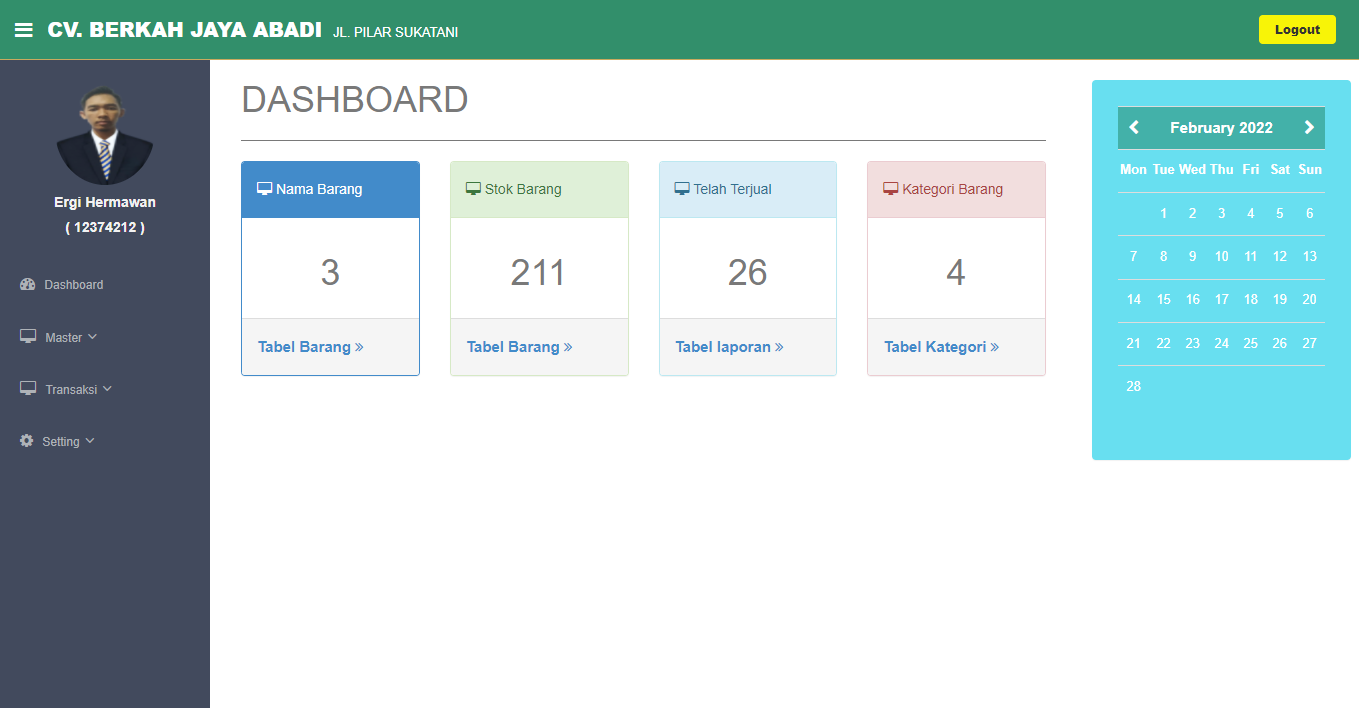 CV. BERKAH JAYA ABADI JL. PILAR SUKATANI
Logout
Ergi Hermawan
( 12374212 )
Dashboard
Master
Transaksi
Setting
DASHBOARD
Nama Barang
3
Tabel Barang »
Stok Barang
211
Tabel Barang »
Telah Terjual
26
Tabel laporan »
Kategori Barang
4
Tabel Kategori »
February 2022
Mon Tue Wed Thu Fri Sat Sun
1 2 3 4 5 6
7 8 9 10 11 12 13
14 15 16 17 18 19 20
21 22 23 24 25 26 27
28